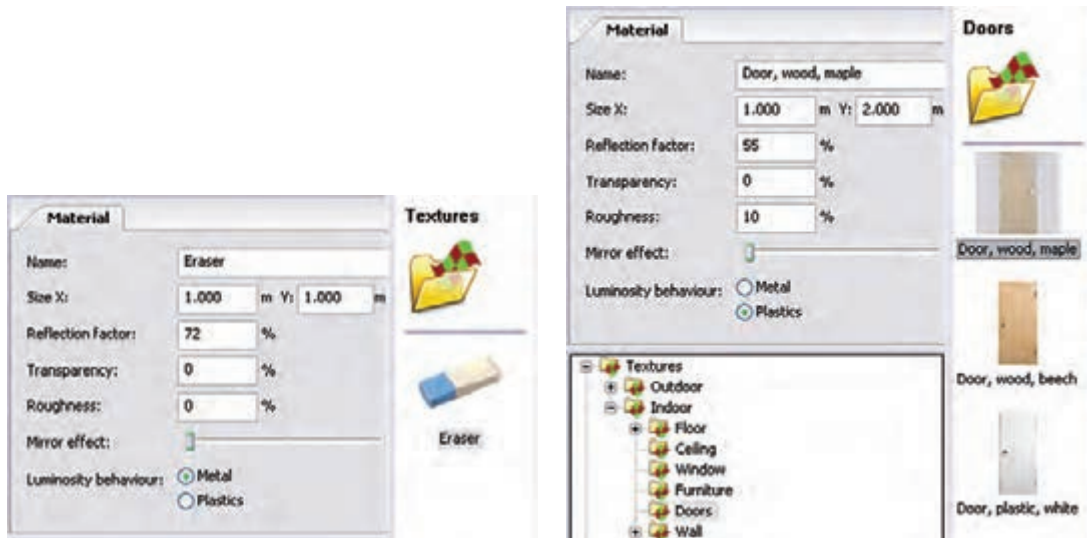 Material
Name: Eraser
Size X: 1.000 m Y: 1.000 m
Reflection factor: 72 %
Transparency: 0 %
Roughness: 0 %
Mirror effect:
Luminosity behaviour: Metal
Plastics
Textures
Eraser
Material
Name: Door, wood, maple
Size X: 1.000 m Y: 2.000 m
Reflection factor: 55 %
Transparency: 0 %
Roughness: 10 %
Mirror effect:
Luminosity behaviour: Metal
Plastics
Textures
Outdoor
Indoor
Floor
Ceiling
Window
Furniture
Doors
Wall
Doors
Door, wood, maple
Door, wood, beech
Door, plastic, white